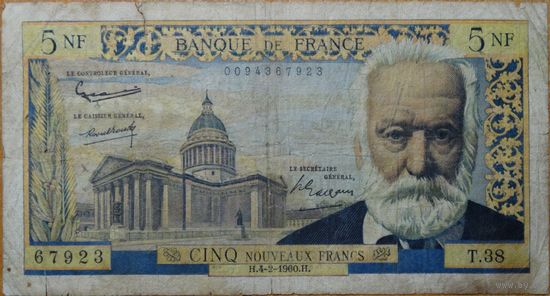 5 NF
BANQUE DE FRANCE
5 NF
LE CONTROLEUR GÉNÉRAL,
0094367923
LE CAISSIER GÉNÉRAL,
LE SECRÉTAIRE
GÉNÉRAL,
67923
CINQ NOUVEAUX FRANCS
T.38
H.4-2-1960.H.